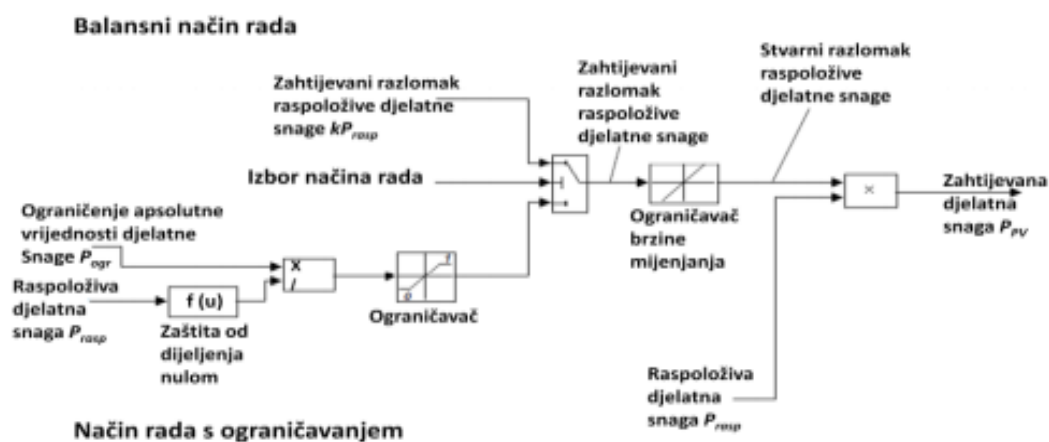 Balansni način rada
Zahtijevani razlomak
raspoložive djelatne
snage kP_rasp
Zahtijevani
razlomak
raspoložive
djelatne snage
Stvarni razlomak
raspoložive
djelatne snage
Izbor načina rada
Ograničavač
brzine
mijenjanja
×
Zahtijevana
djelatna
snaga P_PV
Ograničenje apsolutne
vrijednosti djelatne
Snage P_ogr
Raspoloživa
djelatna
snaga P_rasp
f (u)
Zaštita od
dijeljenja
nulom
X
/
1
0
Ograničavač
Raspoloživa
djelatna
snaga P_rasp
Način rada s ograničavanjem